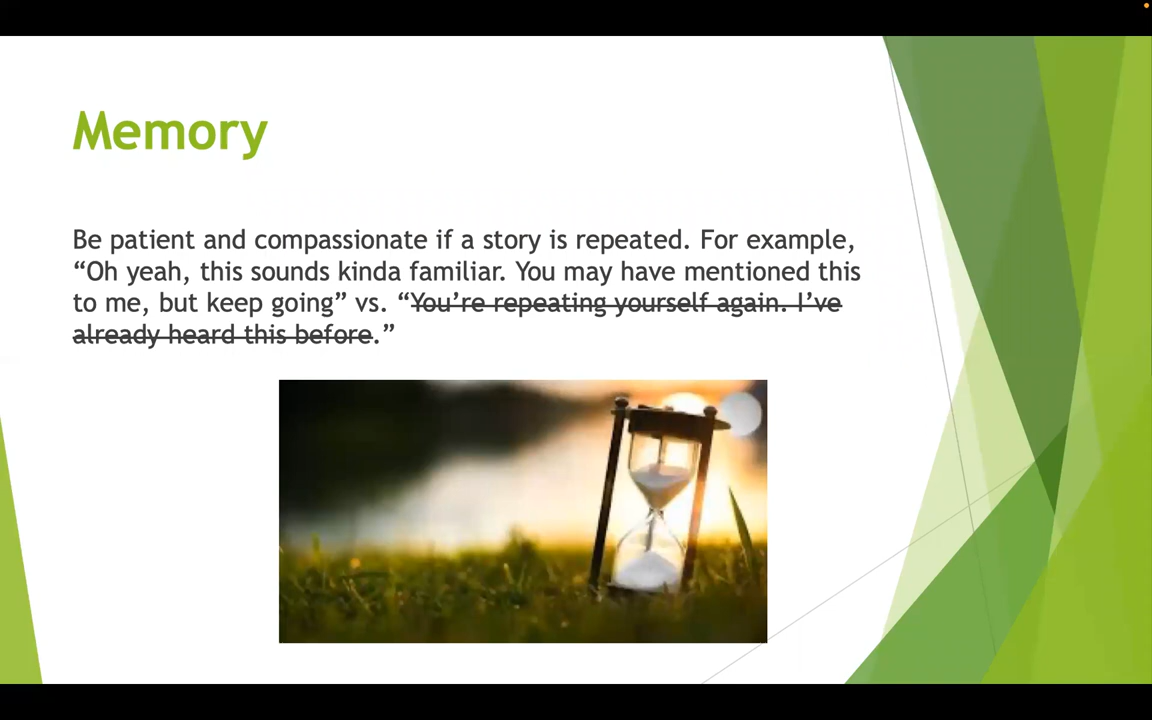 Memory
Be patient and compassionate if a story is repeated. For example,
“Oh yeah, this sounds kinda familiar. You may have mentioned this
to me, but keep going” vs. “You’re repeating yourself again. I’ve
already heard this before.”